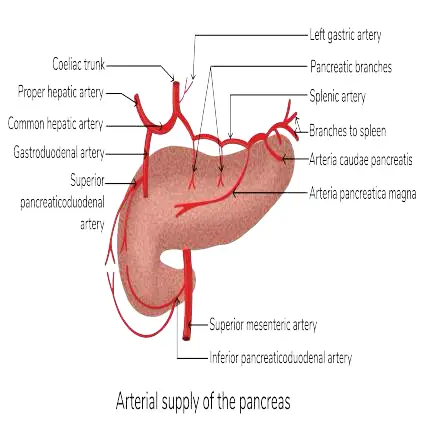 Left gastric artery
Coeliac trunk
Pancreatic branches
Proper hepatic artery
Splenic artery
Common hepatic artery
Branches to spleen
Gastroduodenal artery
Arteria caudae pancreatis
Superior
pancreaticoduodenal
artery
Arteria pancreatica magna
Superior mesenteric artery
Inferior pancreaticoduodenal artery
Arterial supply of the pancreas